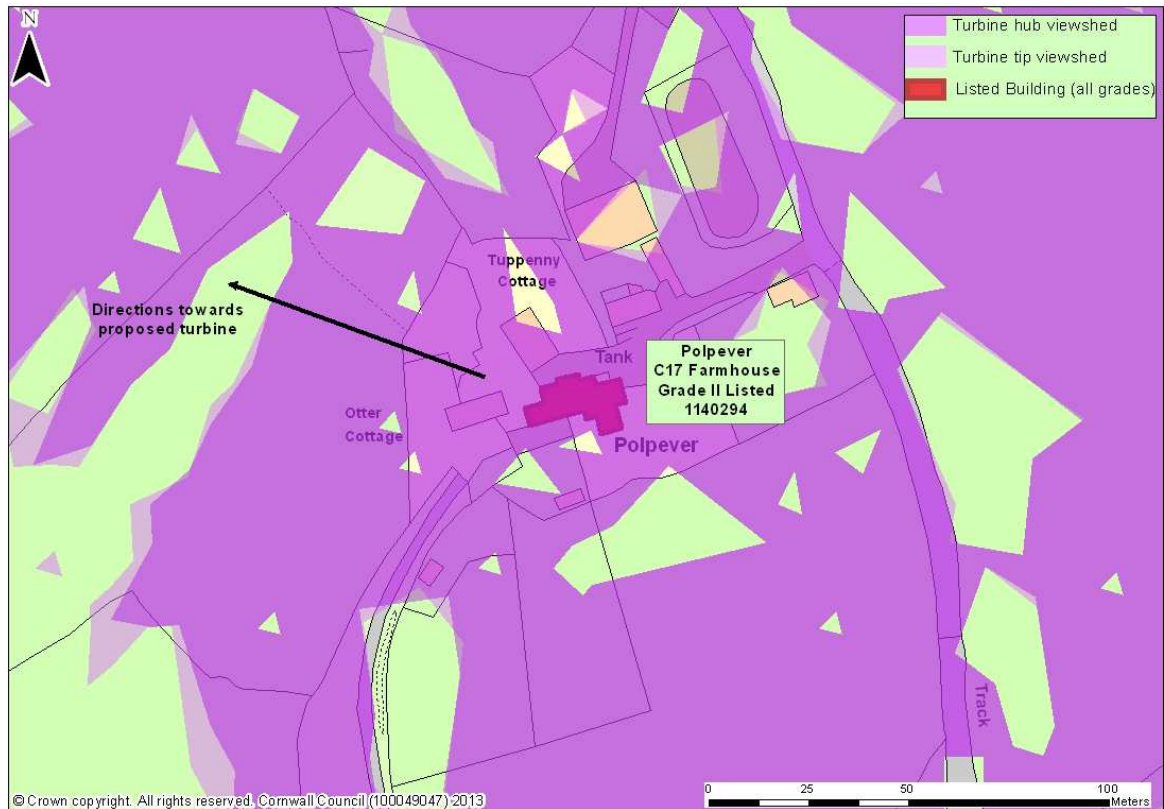 N
Turbine hub viewshed
Turbine tip viewshed
Listed Building (all grades)
Tuppenny
Cottage
Directions towards
proposed turbine
Tank
Polpever
C17 Farmhouse
Grade II Listed
1140294
Otter
Cottage
Polpever
Track
0 25 50 100
Meters
© Crown copyright. All rights reserved. Cornwall Council (100049047) 2013